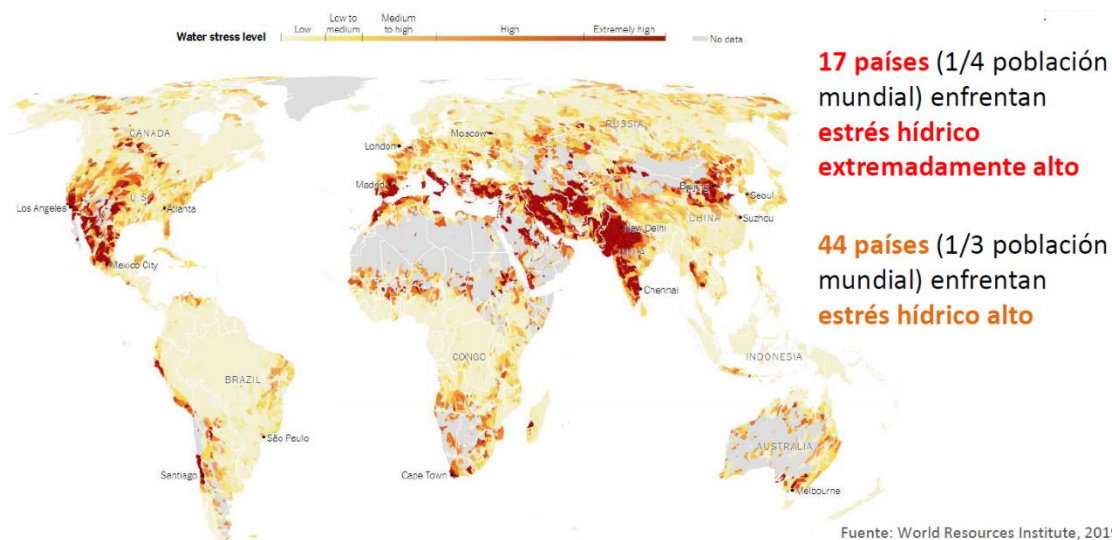 Water stress level
Low
Low to
medium
Medium
to high
High
Extremely high
No data
17 países (1/4 población
mundial) enfrentan
estrés hídrico
extremadamente alto
44 países (1/3 población
mundial) enfrentan
estrés hídrico alto
CANADA
RUSSIA
Moscow
London
Madrid
Beijing
Seoul
U.S.
Los Angeles
Atlanta
CHINA
Suzhou
New Delhi
INDIA
Mexico City
Chennai
CONGO
INDONESIA
BRAZIL
São Paulo
AUSTRALIA
Santiago
Cape Town
Melbourne
Fuente: World Resources Institute, 2019